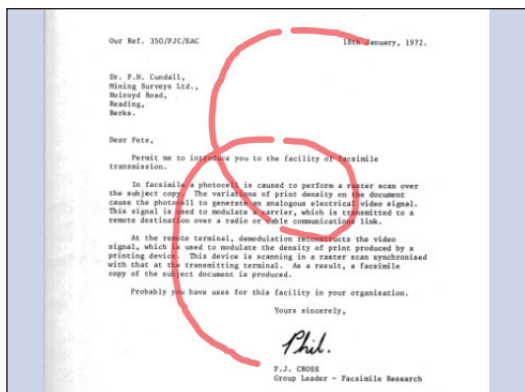 Our Ref. 350/PJC/EAC
18th January, 1972.
Dr. P.N. Cundall,
Mining Surveys Ltd.,
Holroyd Road,
Reading,
Berks.
Dear Pete,
Permit me to introduce you to the facility of facsimile
transmission.
In facsimile a photocell is caused to perform a raster scan over
the subject copy. The variations of print density on the document
cause the photocell to generate an analogous electrical video signal.
This signal is used to modulate a carrier, which is transmitted to a
remote destination over a radio or cable communications link.
At the remote terminal, demodulation reconstructs the video
signal, which is used to modulate the density of print produced by a
printing device. This device is scanning in a raster scan synchronised
with that at the transmitting terminal. As a result, a facsimile
copy of the subject document is produced.
Probably you have uses for this facility in your organisation.
Yours sincerely,
Phil.
P.J. CROSS
Group Leader - Facsimile Research